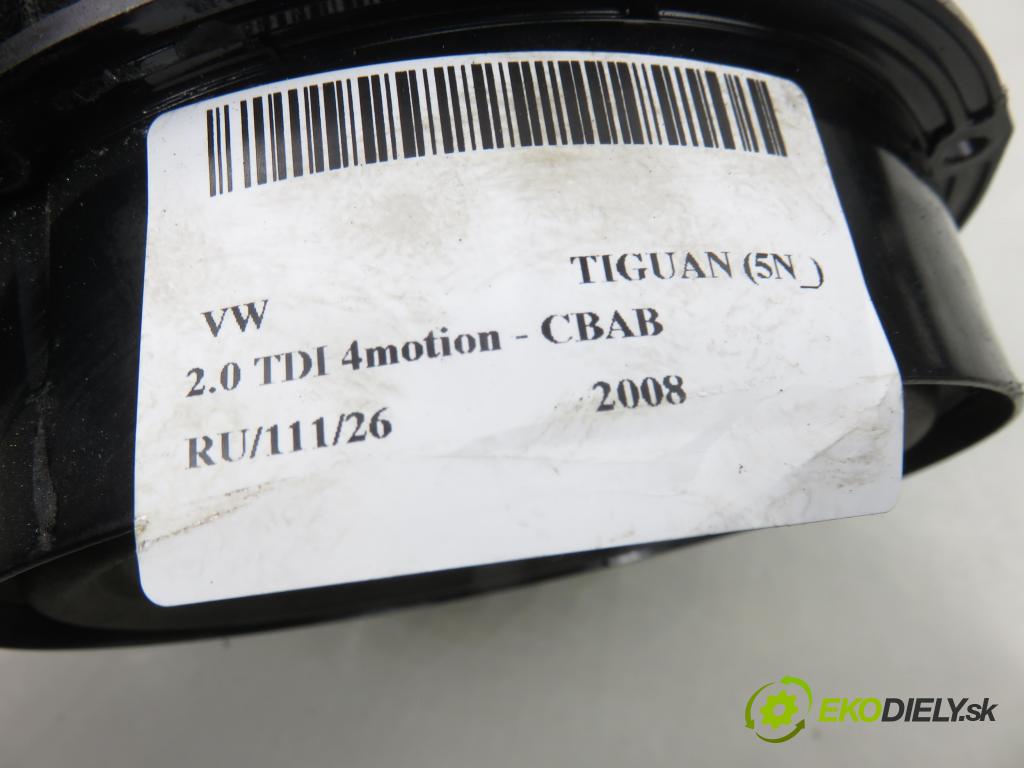 VW TIGUAN (5N_)
2.0 TDI 4motion - CBAB
RU/111/26 2008
EKODIELY.sk